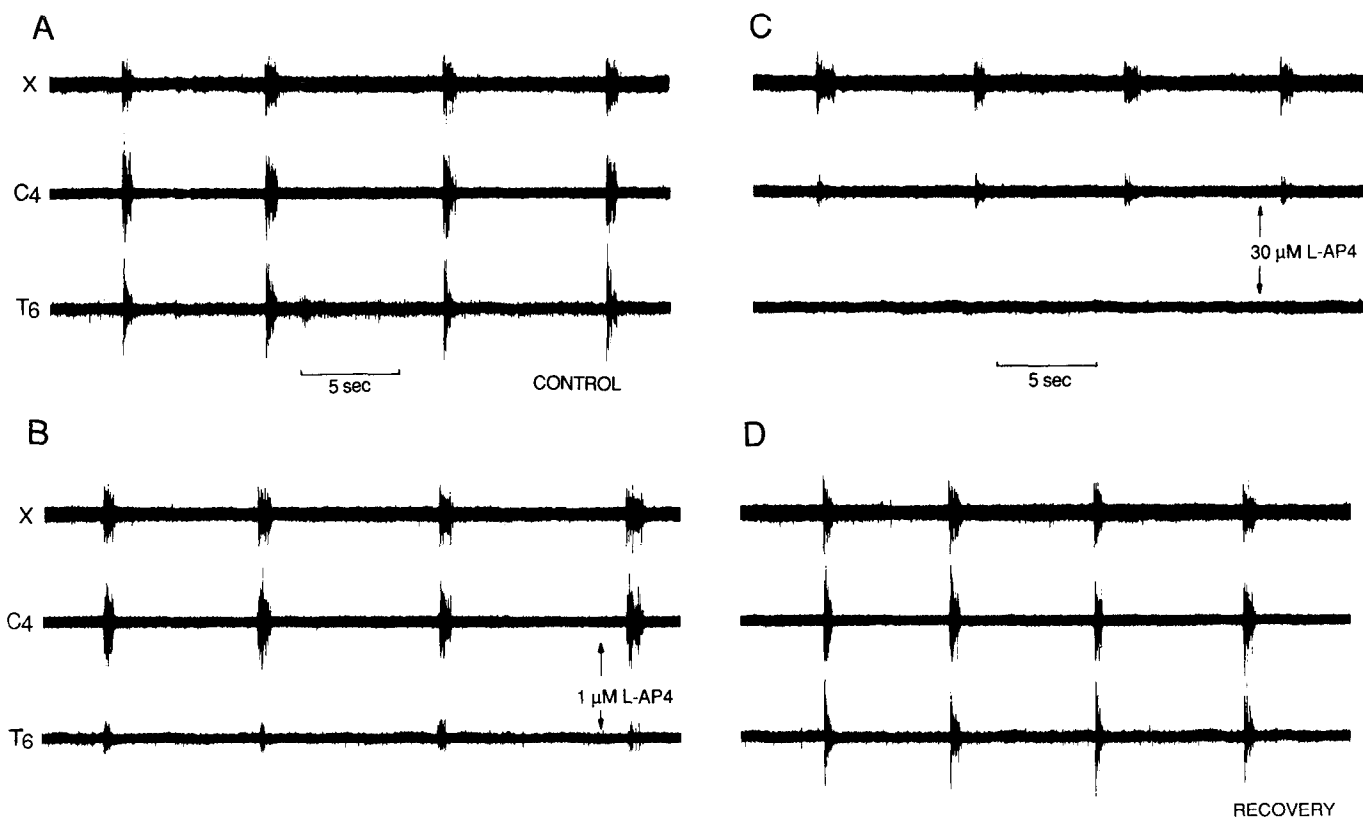 A
X
C4
T6
5 sec
CONTROL
B
X
C4
1 µM L-AP4
T6
C
30 µM L-AP4
5 sec
D
RECOVERY